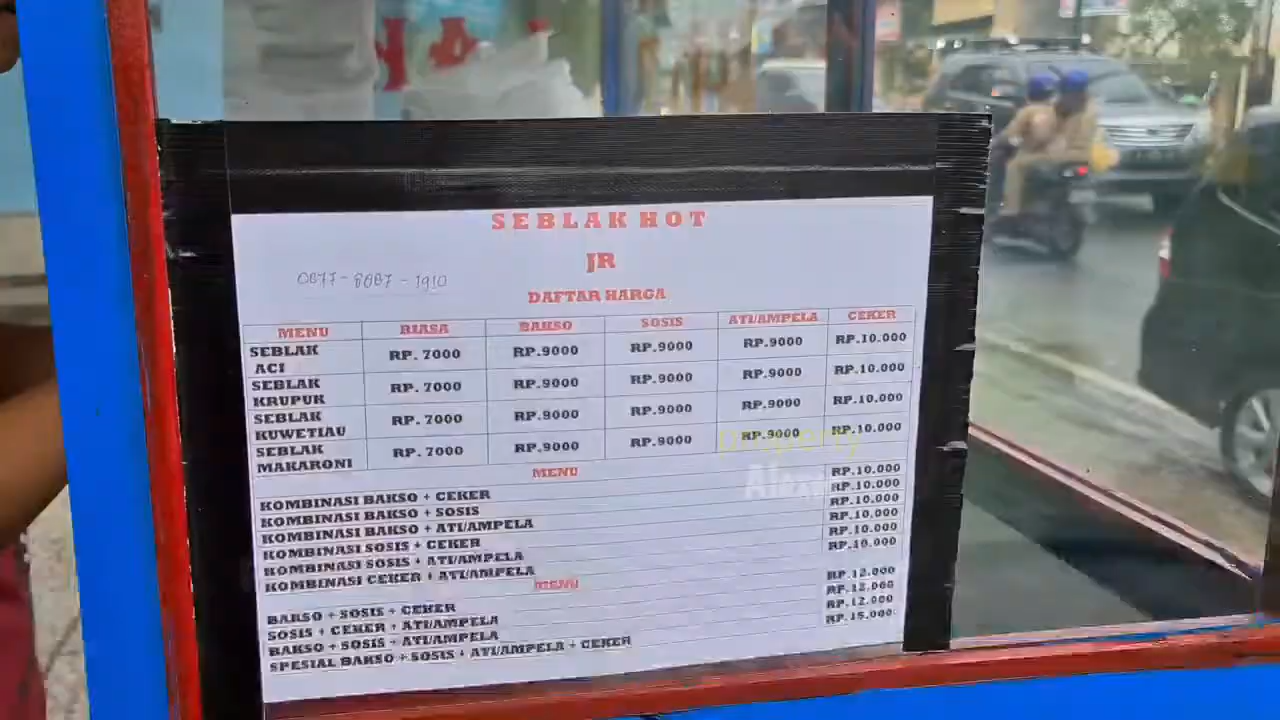 SEBLAK HOT
JR
0877-8087-1910
DAFTAR HARGA
MENU BIASA BAKSO SOSIS ATI/AMPELA CEKER
SEBLAK ACI RP. 7000 RP.9000 RP.9000 RP.9000 RP.10.000
SEBLAK KRUPUK RP. 7000 RP.9000 RP.9000 RP.9000 RP.10.000
SEBLAK KUWETIAU RP. 7000 RP.9000 RP.9000 RP.9000 RP.10.000
SEBLAK MAKARONI RP. 7000 RP.9000 RP.9000 RP.9000 RP.10.000
MENU
KOMBINASI BAKSO + CEKER RP.10.000
KOMBINASI BAKSO + SOSIS RP.10.000
KOMBINASI BAKSO + ATI/AMPELA RP.10.000
KOMBINASI SOSIS + CEKER RP.10.000
KOMBINASI SOSIS + ATI/AMPELA RP.10.000
KOMBINASI CEKER + ATI/AMPELA RP.10.000
MENU
BAKSO + SOSIS + CEKER RP.12.000
SOSIS + CEKER + ATI/AMPELA RP.12.000
BAKSO + SOSIS + ATI/AMPELA RP.12.000
SPESIAL BAKSO + SOSIS + ATI/AMPELA + CEKER RP.15.000
property